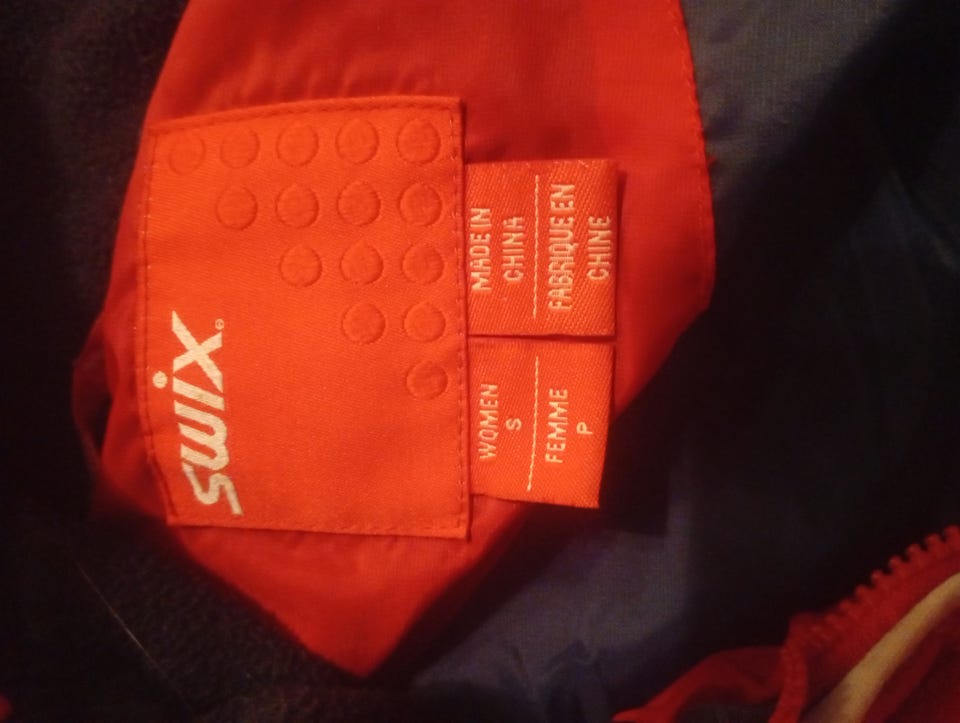 swix®
MADE IN
CHINA
FABRIQUE EN
CHINE
WOMEN
S
FEMME
P